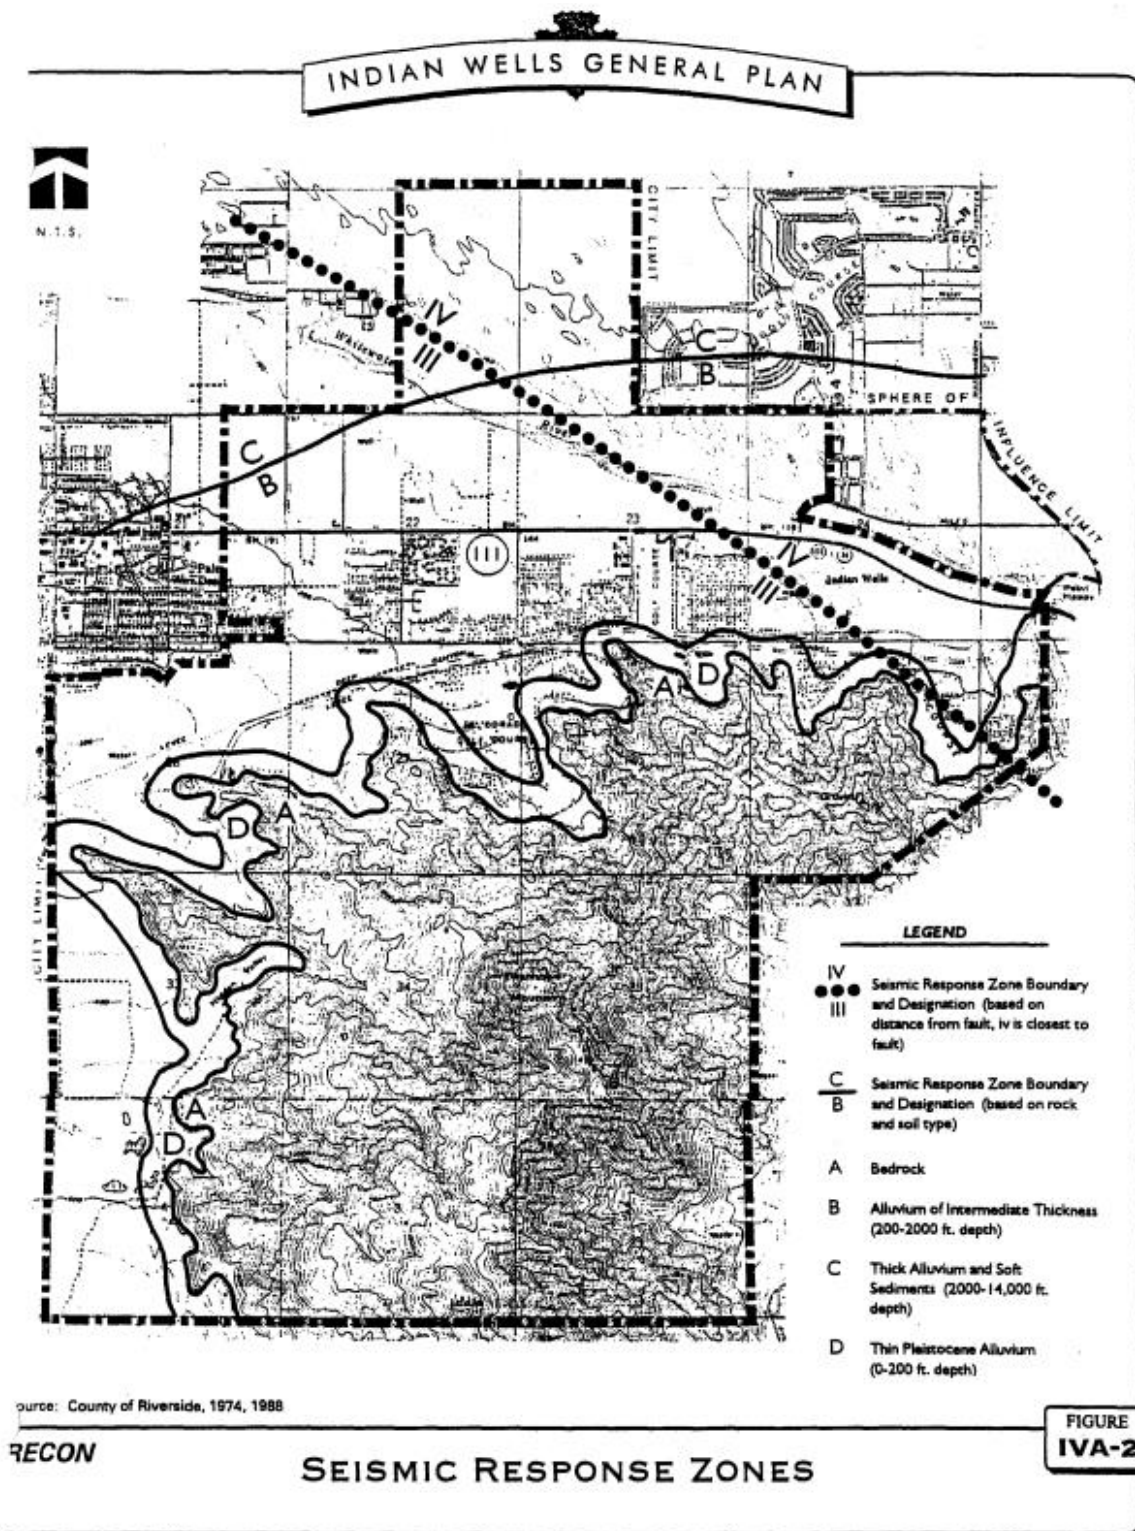 INDIAN WELLS GENERAL PLAN
N.T.S.
CITY LIMIT
IV
III
C
B
SPHERE OF
INFLUENCE LIMIT
C
B
22
23
III
IV
III
Indian Wells
D
A
A
D
CITY LIMIT
33
34
A
D
LEGEND
IV
III
Seismic Response Zone Boundary
and Designation (based on
distance from fault, iv is closest to
fault)
C
B
Seismic Response Zone Boundary
and Designation (based on rock
and soil type)
A Bedrock
B Alluvium of Intermediate Thickness
(200-2000 ft. depth)
C Thick Alluvium and Soft
Sediments (2000-14,000 ft.
depth)
D Thin Pleistocene Alluvium
(0-200 ft. depth)
ource: County of Riverside, 1974, 1988
RECON
SEISMIC RESPONSE ZONES
FIGURE
IVA-2